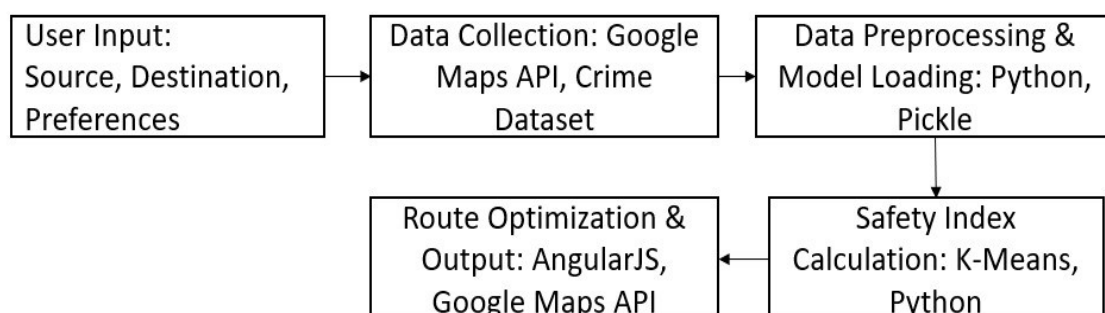 User Input:
Source, Destination,
Preferences
Data Collection: Google
Maps API, Crime
Dataset
Data Preprocessing &
Model Loading: Python,
Pickle
Safety Index
Calculation: K-Means,
Python
Route Optimization &
Output: AngularJS,
Google Maps API